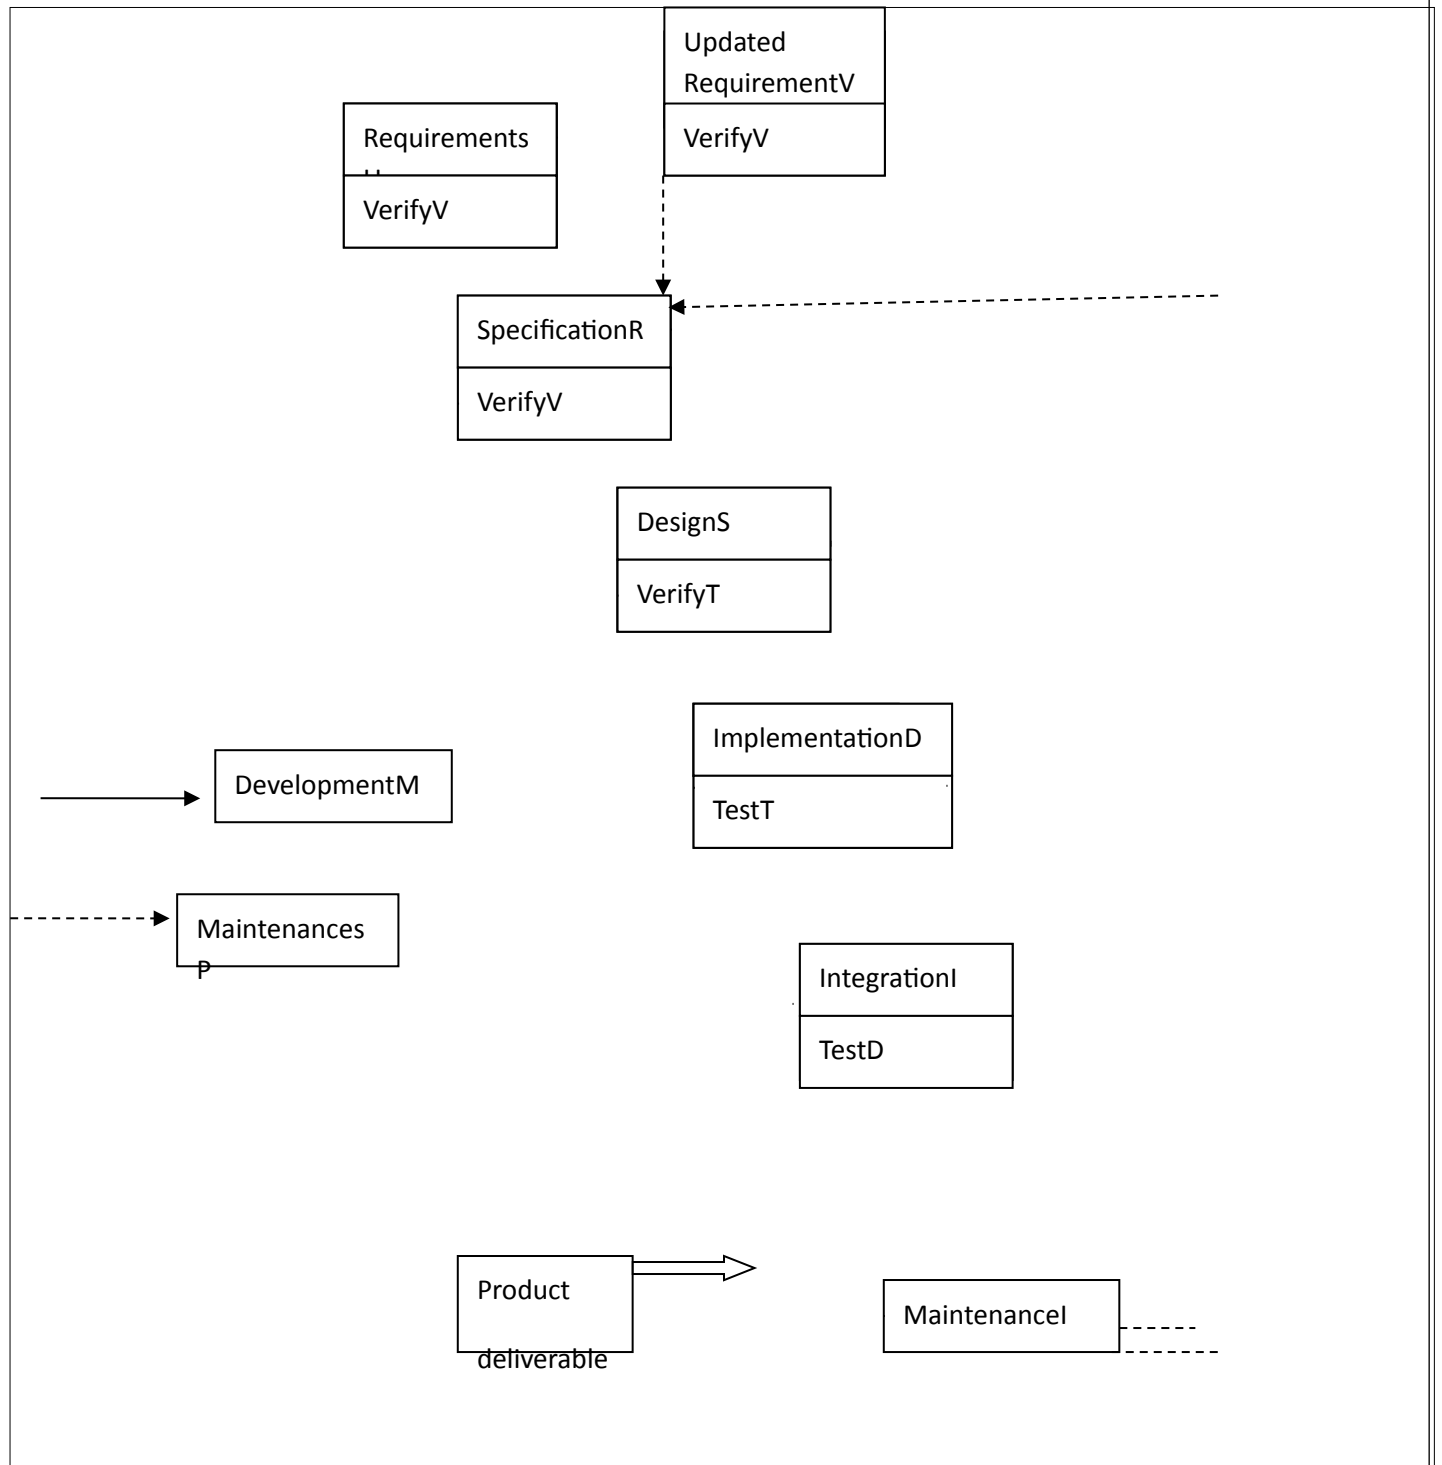 Updated
RequirementV
VerifyV
Requirements
VerifyV
SpecificationR
VerifyV
DesignS
VerifyT
ImplementationD
TestT
DevelopmentM
Maintenances
P
IntegrationI
TestD
Product
deliverable
MaintenanceI